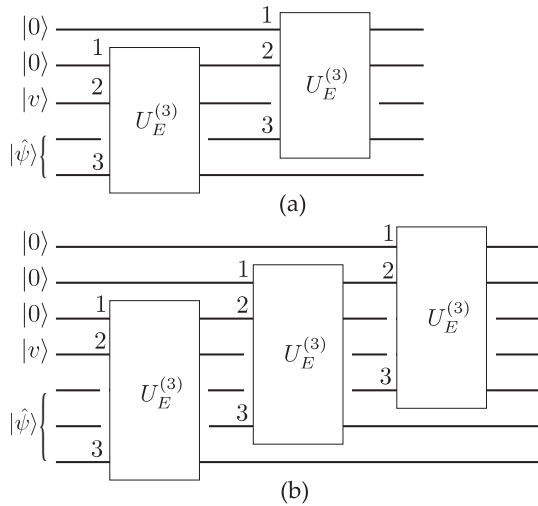 |0⟩ 1
|0⟩ 1 2
|v⟩ 2 U_E^{(3)}
U_E^{(3)}
|ψ̂⟩ 3
3
(a)
|0⟩ 1
|0⟩ 1 2
|0⟩ 1 2
|v⟩ 2 U_E^{(3)}
U_E^{(3)}
U_E^{(3)} 3
|ψ̂⟩ 3
3
(b)